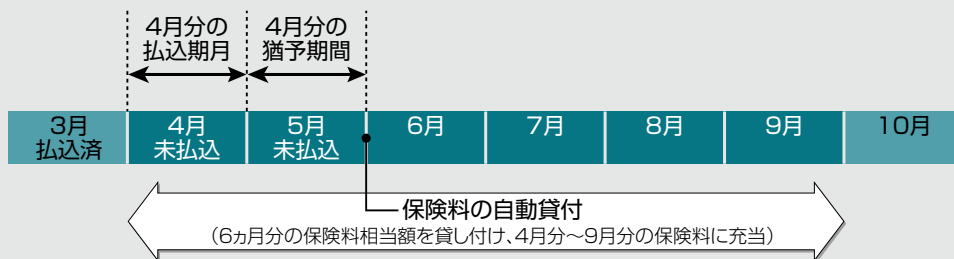 4月分の
払込期月
4月分の
猶予期間
3月
払込済
4月
未払込
5月
未払込
6月
7月
8月
9月
10月
保険料の自動貸付
(6ヵ月分の保険料相当額を貸し付け、4月分～9月分の保険料に充当)